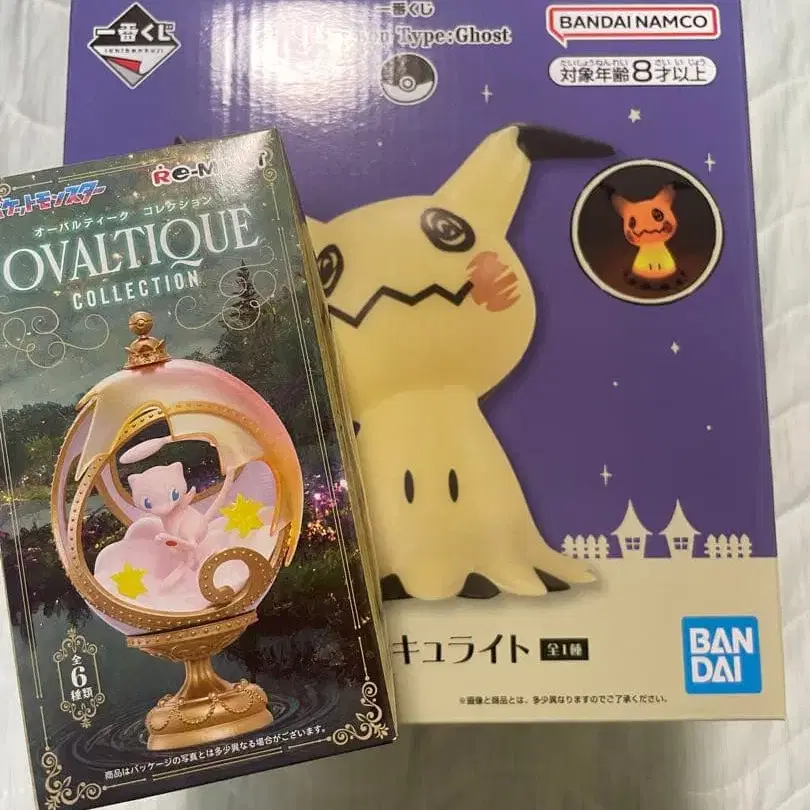 一番くじ
ichibankuji
一番くじ
Type:Ghost
BANDAI NAMCO
たいしょうねんれい さい いじょう
対象年齢8才以上
キュライト 全1種
※画像と商品とは、多少異なりますのでご了承ください。
BAN
DAI
ケットモンスター
Re-M
オーバルティーク コレクション
OVALTIQUE
COLLECTION
全
6
種類
商品はパッケージの写真とは多少異なる場合がございます。